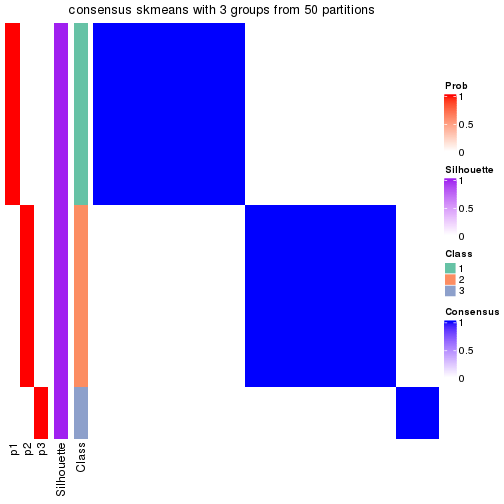 consensus skmeans with 3 groups from 50 partitions
Prob
1
0.5
0
Silhouette
1
0.5
0
Class
1
2
3
Consensus
1
0.5
0
p1
p2
p3
Silhouette
Class